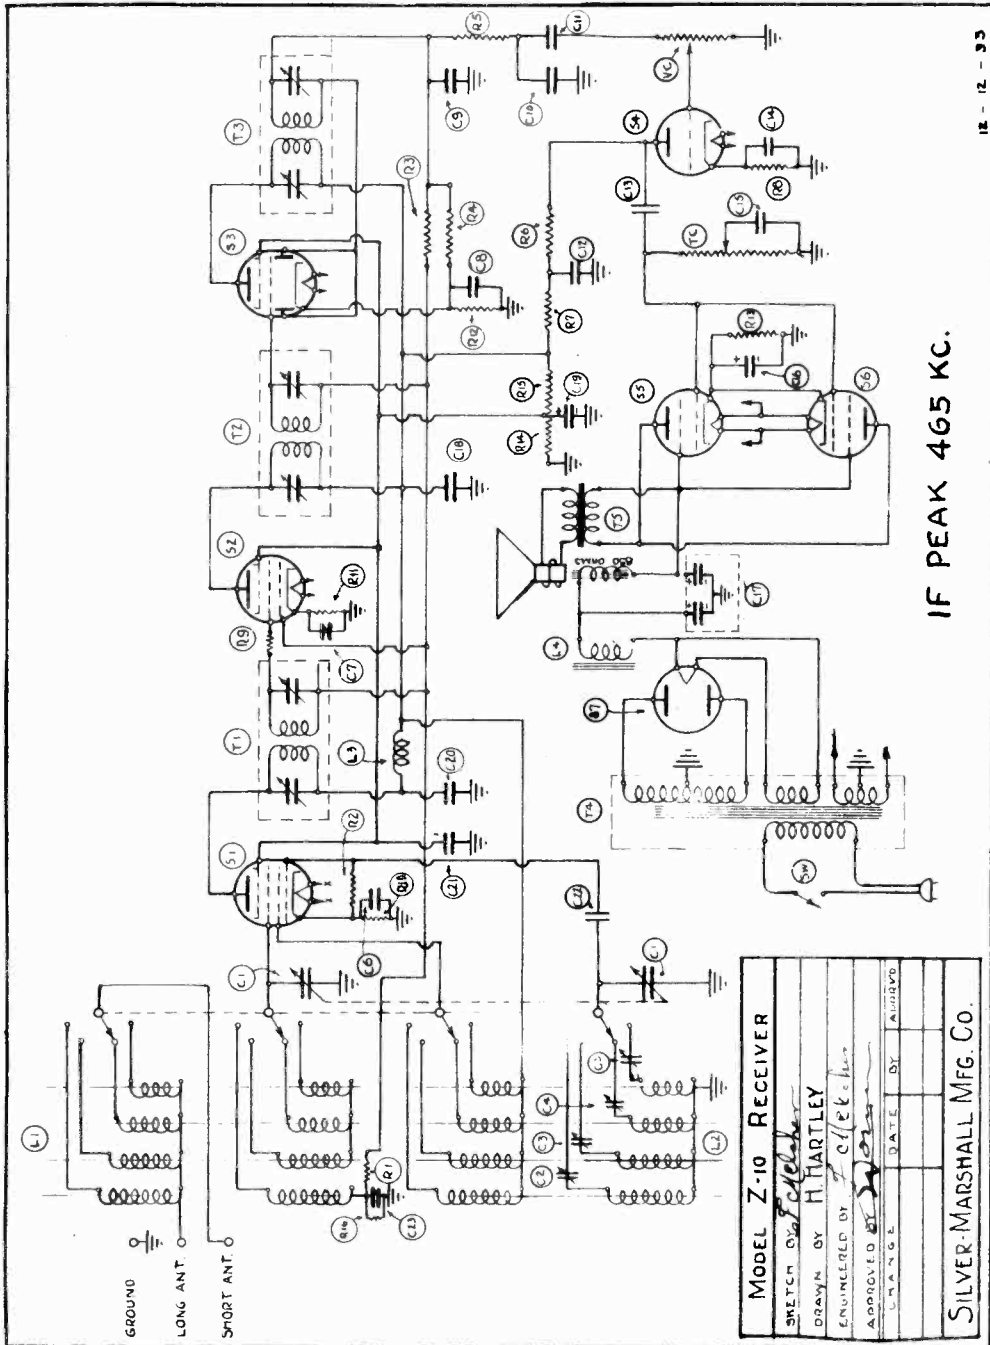 R5
C11
T3
C9
C10
VC
R3
S4
S3
R4
C13
C14
R6
R8
C8
C12
C15
TC
R12
R7
T2
R15
C19
R13
S5
S6
C16
R14
C18
S2
T5
R11
800
OHMS
R9
C17
C7
L4
T1
L3
C20
S7
R2
T4
S1
C21
R10
SW
C6
C22
C1
C1
C5
C4
C3
C2
L1
L2
R1
R16
C23
GROUND
LONG ANT.
SHORT ANT.
12 - 12 - 33
IF PEAK 465 KC.
MODEL Z-10 RECEIVER
SKETCH BY
DRAWN BY H. HARTLEY
ENGINEERED BY
APPROVED BY
CHANGE DATE BY APPRV'D
SILVER-MARSHALL MFG. CO.